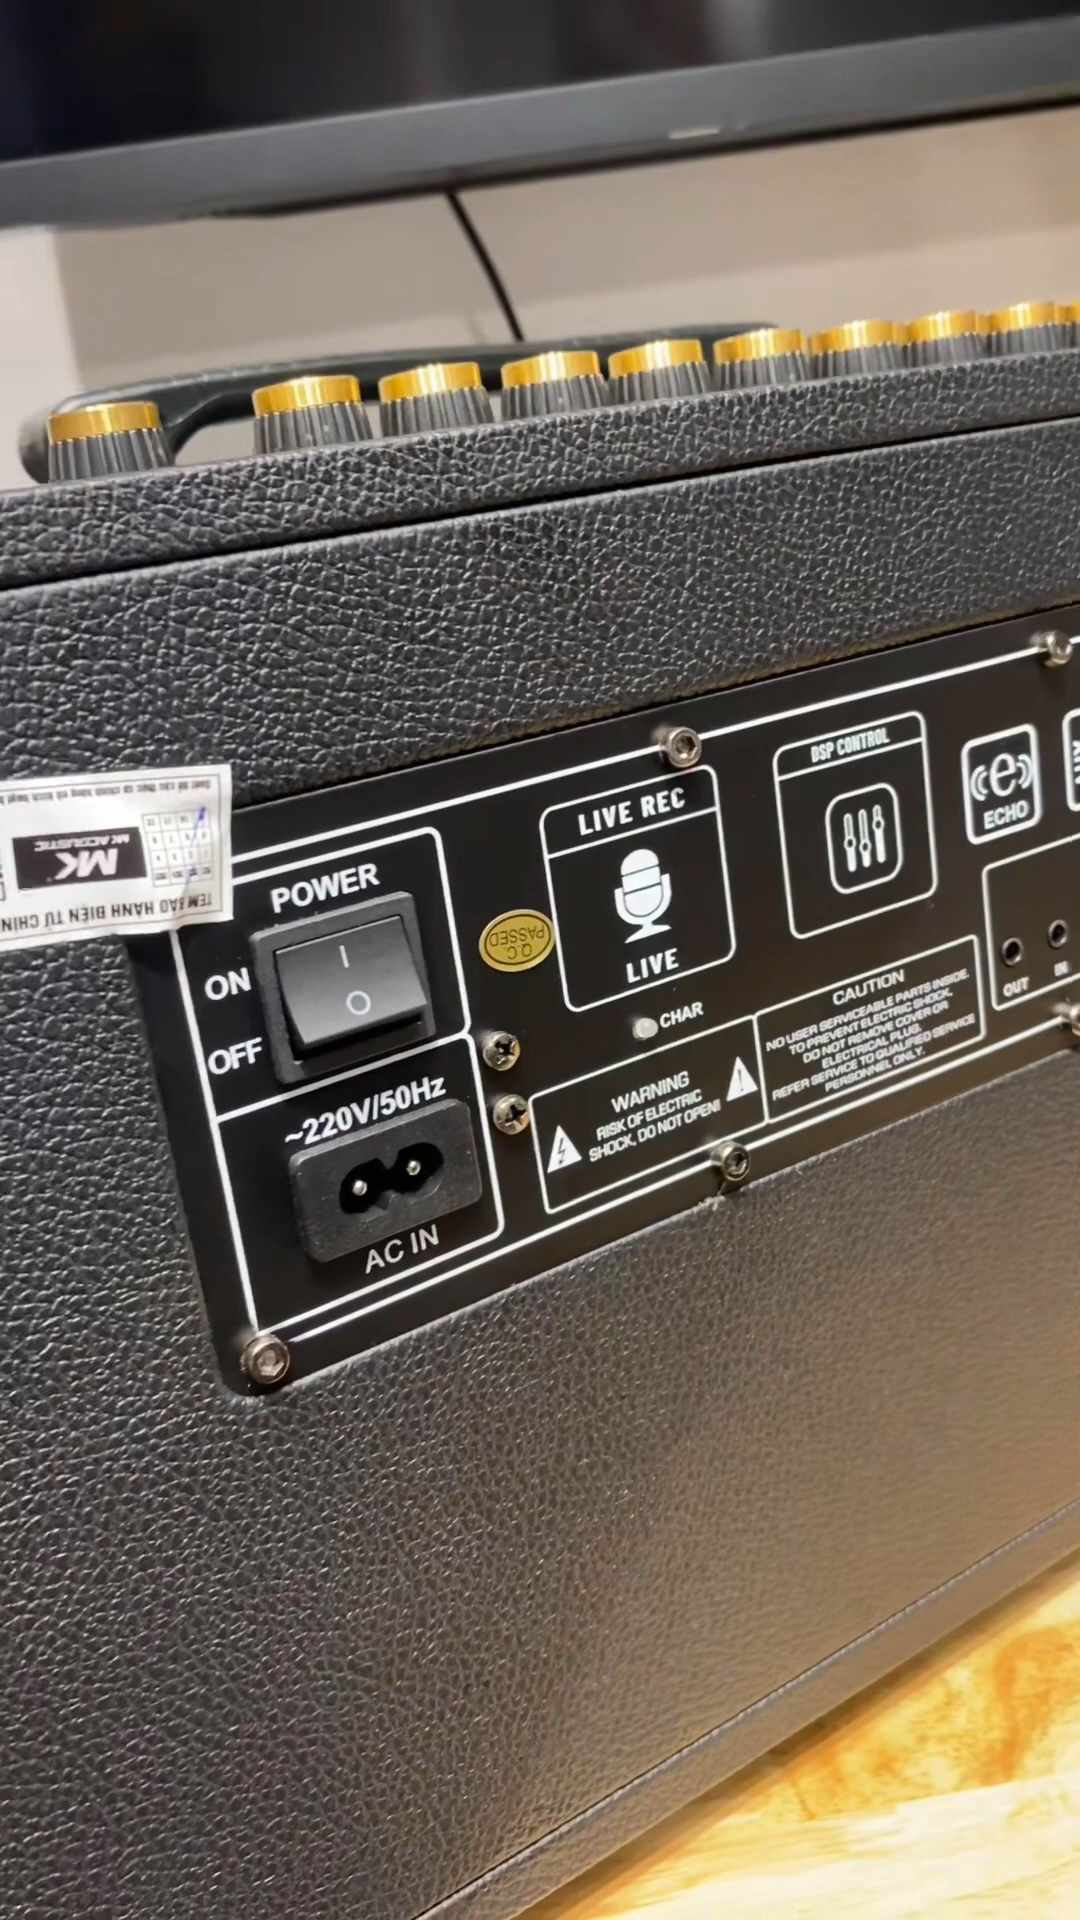 POWER
ON
OFF
~220V/50Hz
AC IN
Q.C
PASSED
LIVE REC
LIVE
CHAR
WARNING
RISK OF ELECTRIC
SHOCK, DO NOT OPEN!
DSP CONTROL
CAUTION
NO USER SERVICEABLE PARTS INSIDE.
TO PREVENT ELECTRIC SHOCK,
DO NOT REMOVE COVER OR
ELECTRICAL PLUG.
REFER SERVICE TO QUALIFIED SERVICE
PERSONNEL ONLY.
e
ECHO
OUT
IN
TEM BẢO HÀNH ĐIỆN TỬ CHÍN
MK
MK ACOUSTIC